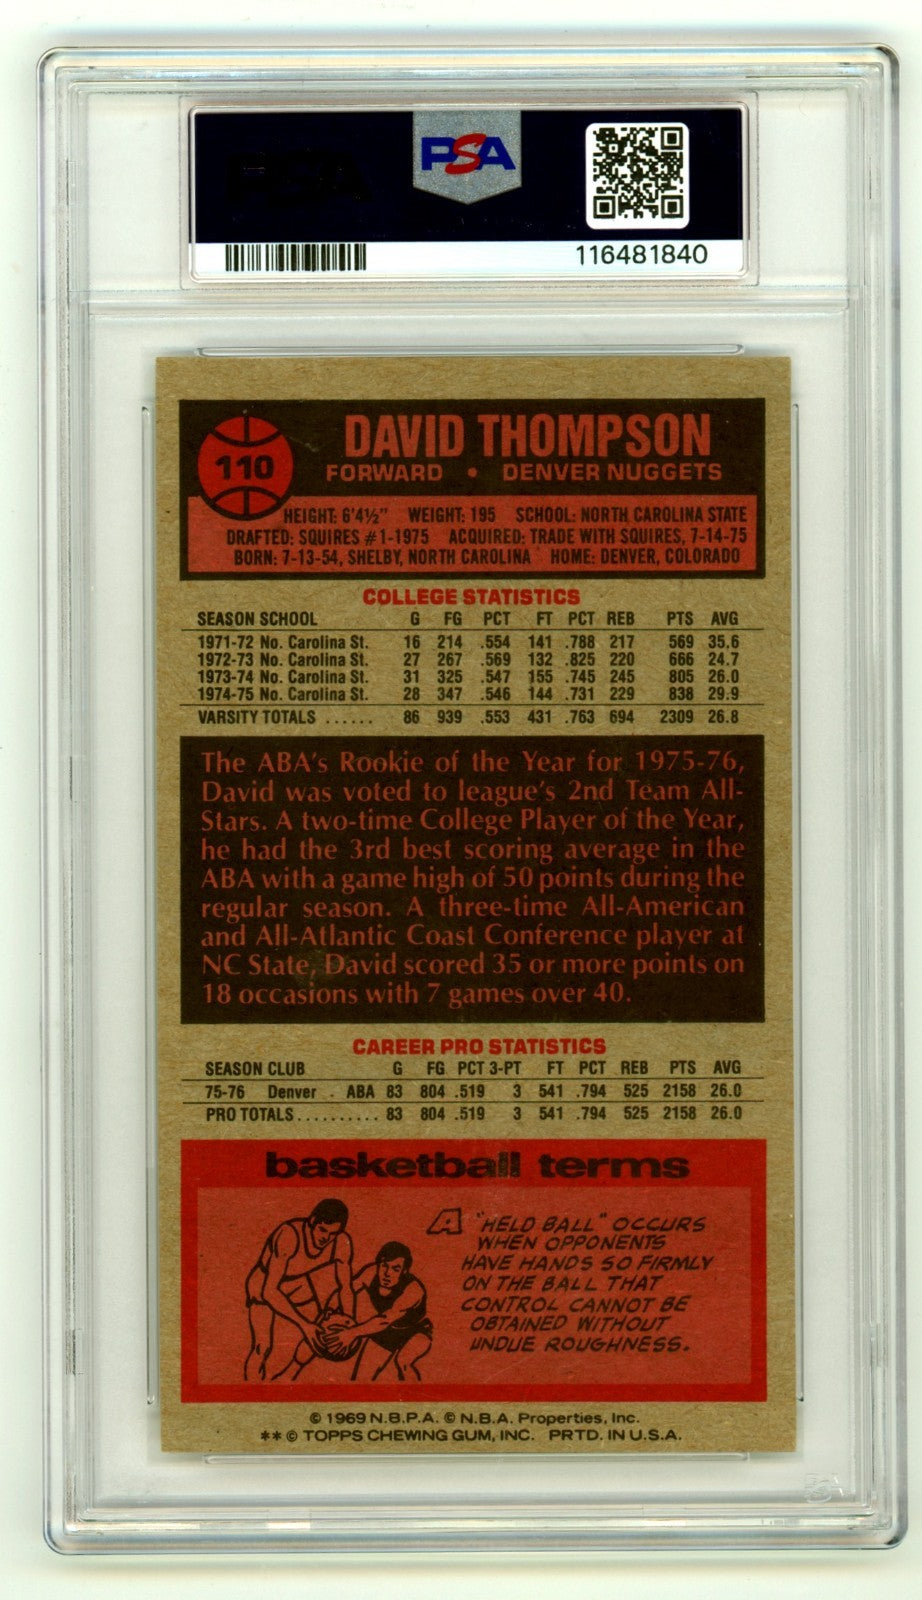 PSA
116481840
110
DAVID THOMPSON
FORWARD • DENVER NUGGETS
HEIGHT: 6'4½" WEIGHT: 195 SCHOOL: NORTH CAROLINA STATE
DRAFTED: SQUIRES #1-1975 ACQUIRED: TRADE WITH SQUIRES, 7-14-75
BORN: 7-13-54, SHELBY, NORTH CAROLINA HOME: DENVER, COLORADO
COLLEGE STATISTICS
SEASON SCHOOL G FG PCT FT PCT REB PTS AVG
1971-72 No. Carolina St. 16 214 .554 141 .788 217 569 35.6
1972-73 No. Carolina St. 27 267 .569 132 .825 220 666 24.7
1973-74 No. Carolina St. 31 325 .547 155 .745 245 805 26.0
1974-75 No. Carolina St. 28 347 .546 144 .731 229 838 29.9
VARSITY TOTALS ...... 86 939 .553 431 .763 694 2309 26.8
The ABA's Rookie of the Year for 1975-76,
David was voted to league's 2nd Team All-
Stars. A two-time College Player of the Year,
he had the 3rd best scoring average in the
ABA with a game high of 50 points during the
regular season. A three-time All-American
and All-Atlantic Coast Conference player at
NC State, David scored 35 or more points on
18 occasions with 7 games over 40.
CAREER PRO STATISTICS
SEASON CLUB G FG PCT 3-PT FT PCT REB PTS AVG
75-76 Denver . ABA 83 804 .519 3 541 .794 525 2158 26.0
PRO TOTALS.......... 83 804 .519 3 541 .794 525 2158 26.0
basketball terms
A "HELD BALL" OCCURS
WHEN OPPONENTS
HAVE HANDS SO FIRMLY
ON THE BALL THAT
CONTROL CANNOT BE
OBTAINED WITHOUT
UNDUE ROUGHNESS.
© 1969 N.B.P.A. © N.B.A. Properties, Inc.
** © TOPPS CHEWING GUM, INC. PRTD. IN U.S.A.